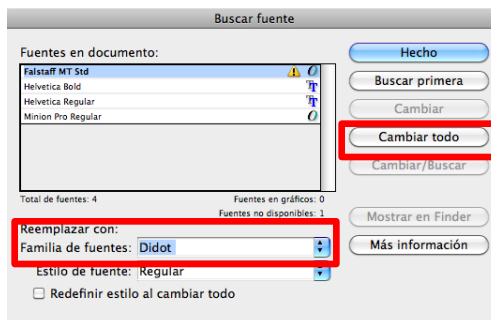 Buscar fuente
Fuentes en documento:
Falstaff MT Std
Helvetica Bold
Helvetica Regular
Minion Pro Regular
Total de fuentes: 4
Fuentes en gráficos: 0
Fuentes no disponibles: 1
Reemplazar con:
Familia de fuentes: Didot
Estilo de fuente: Regular
Redefinir estilo al cambiar todo
Hecho
Buscar primera
Cambiar
Cambiar todo
Cambiar/Buscar
Mostrar en Finder
Más información